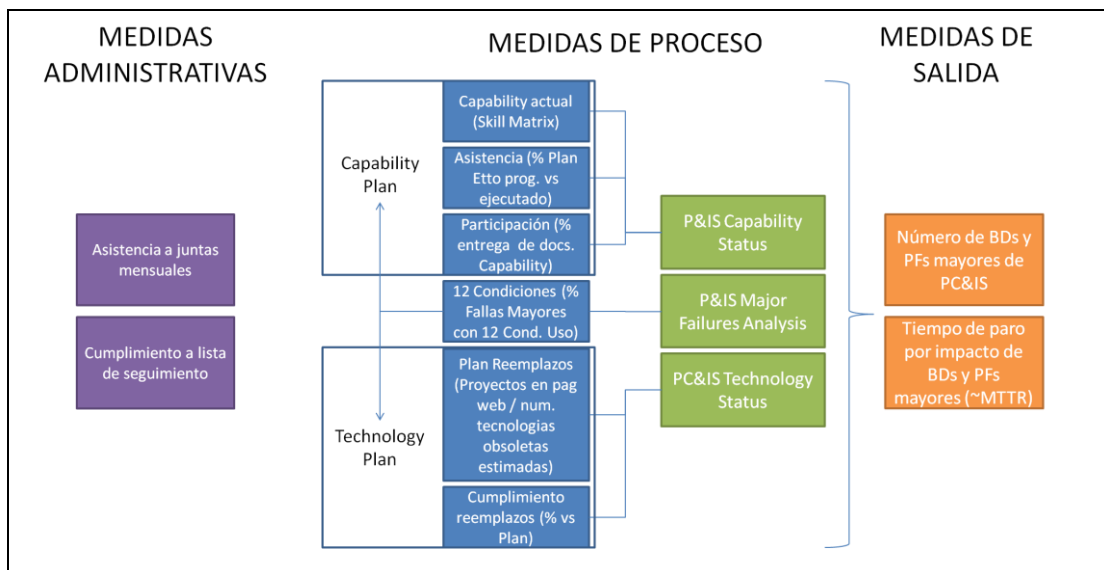 MEDIDAS
ADMINISTRATIVAS
Asistencia a juntas
mensuales
Cumplimiento a lista
de seguimiento
MEDIDAS DE PROCESO
Capability
Plan
Technology
Plan
Capability actual
(Skill Matrix)
Asistencia (% Plan
Etto prog. vs
ejecutado)
Participación (%
entrega de docs.
Capability)
12 Condiciones (%
Fallas Mayores
con 12 Cond. Uso)
Plan Reemplazos
(Proyectos en pag
web / num.
tecnologias
obsoletas
estimadas)
Cumplimiento
reemplazos (% vs
Plan)
P&IS Capability
Status
P&IS Major
Failures Analysis
PC&IS Technology
Status
MEDIDAS DE
SALIDA
Número de BDs y
PFs mayores de
PC&IS
Tiempo de paro
por impacto de
BDs y PFs
mayores (~MTTR)